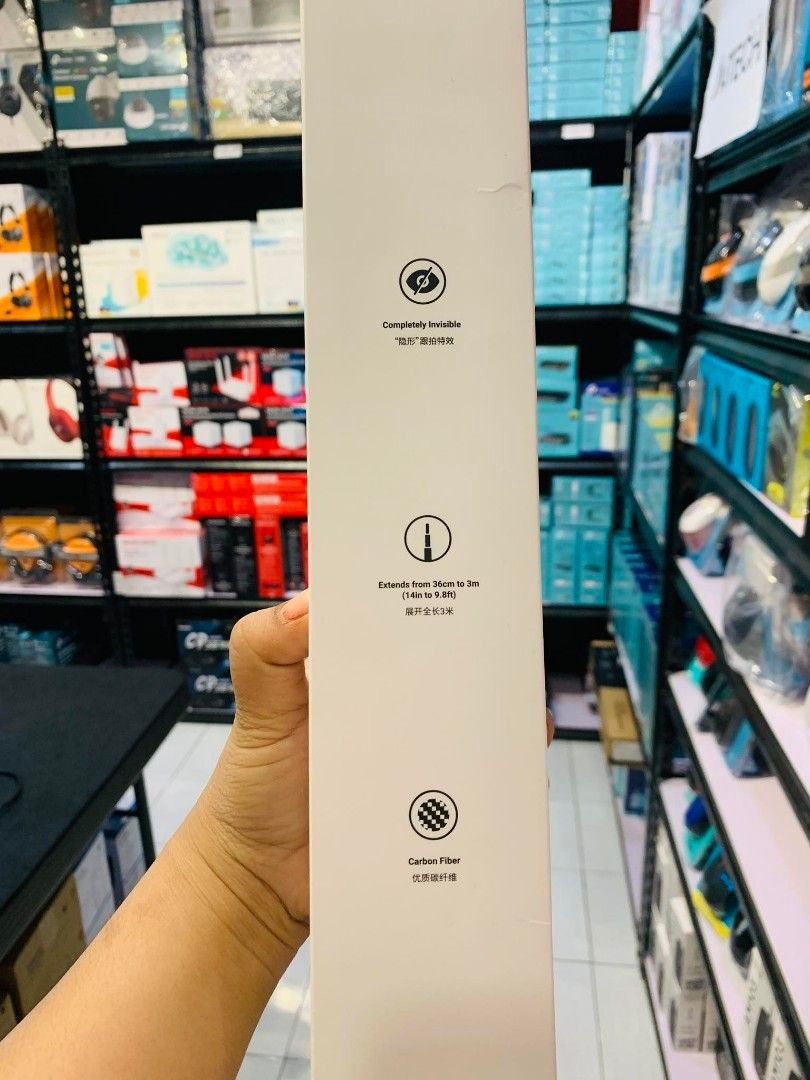 Completely Invisible
“隐形”跟拍特效
Extends from 36cm to 3m
(14in to 9.8ft)
展开全长3米
Carbon Fiber
优质碳纤维